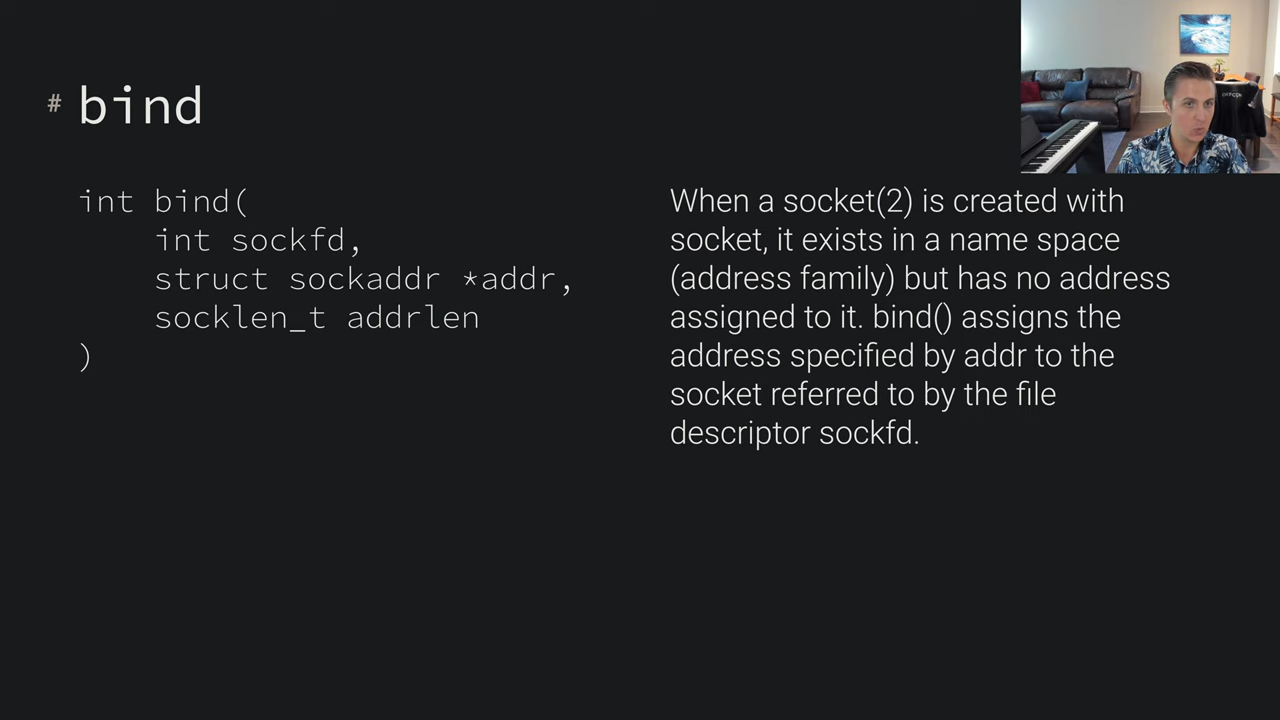 # bind
int bind(
int sockfd,
struct sockaddr *addr,
socklen_t addrlen
)
When a socket(2) is created with
socket, it exists in a name space
(address family) but has no address
assigned to it. bind() assigns the
address specified by addr to the
socket referred to by the file
descriptor sockfd.